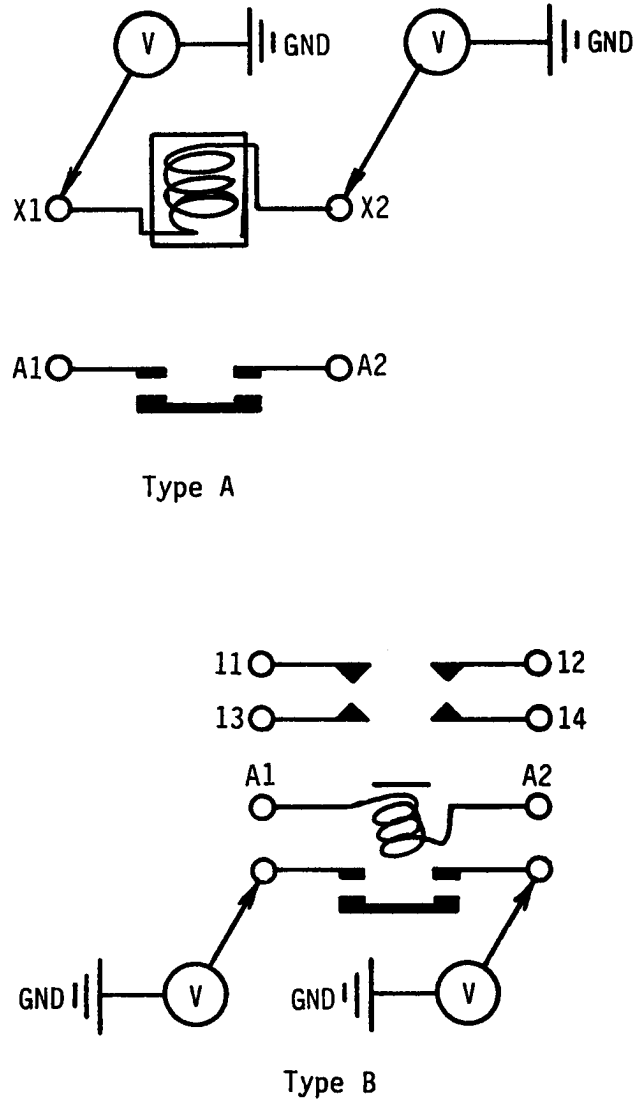 V GND V GND
X1 X2
A1 A2
Type A
11 12
13 14
A1 A2
GND V GND V
Type B